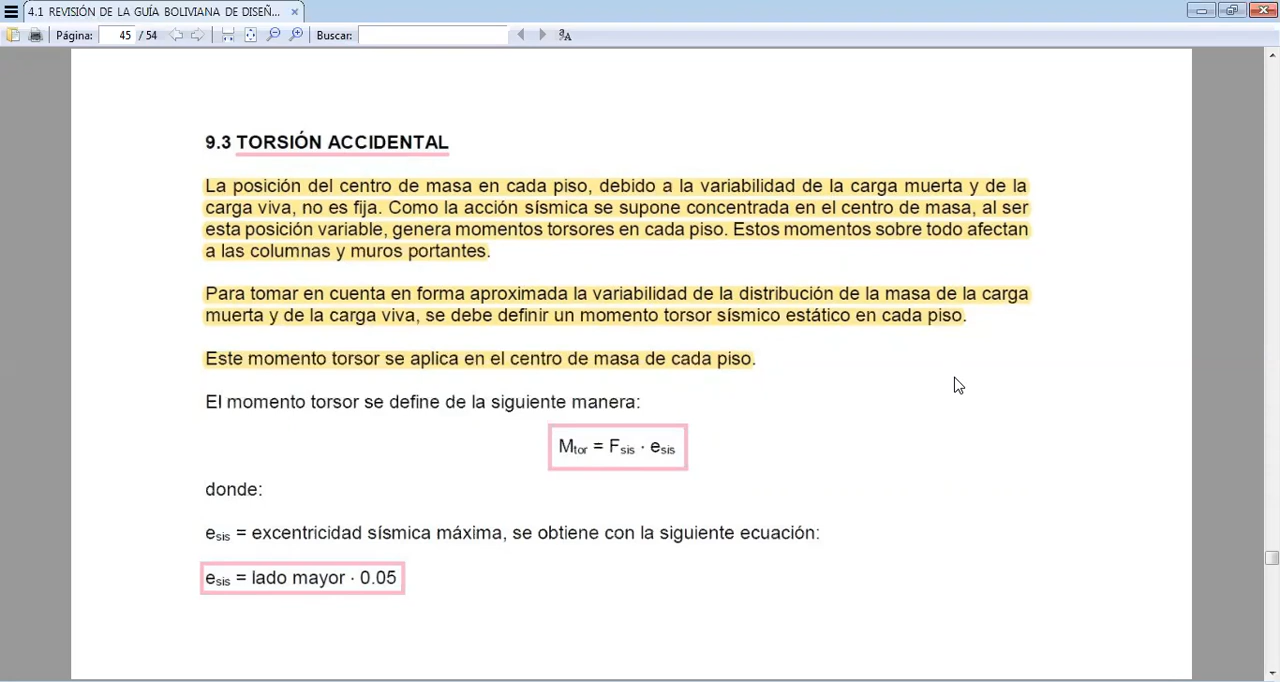 4.1 REVISIÓN DE LA GUÍA BOLIVIANA DE DISEÑ...
Página: 45 / 54 Buscar:
9.3 TORSIÓN ACCIDENTAL
La posición del centro de masa en cada piso, debido a la variabilidad de la carga muerta y de la
carga viva, no es fija. Como la acción sísmica se supone concentrada en el centro de masa, al ser
esta posición variable, genera momentos torsores en cada piso. Estos momentos sobre todo afectan
a las columnas y muros portantes.
Para tomar en cuenta en forma aproximada la variabilidad de la distribución de la masa de la carga
muerta y de la carga viva, se debe definir un momento torsor sísmico estático en cada piso.
Este momento torsor se aplica en el centro de masa de cada piso.
El momento torsor se define de la siguiente manera:
Mtor = Fsis · esis
donde:
esis = excentricidad sísmica máxima, se obtiene con la siguiente ecuación:
esis = lado mayor · 0.05